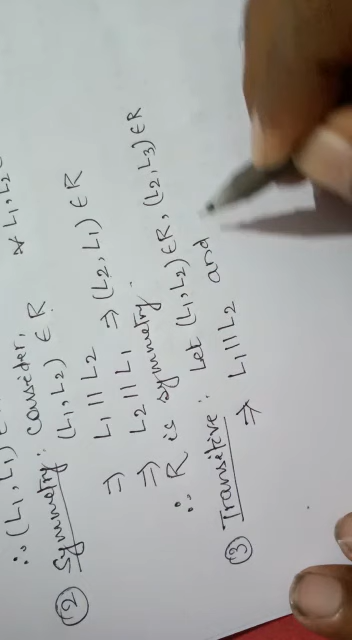 ∴ (L₁, L₁) ∈ ∀ L₁, L₂
② Symmetry: consider,
(L₁, L₂) ∈ R
⇒ L₁ || L₂
⇒ L₂ || L₁ ⇒ (L₂, L₁) ∈ R
∴ R is symmetry.
③ Transitive: Let (L₁, L₂) ∈ R, (L₂, L₃) ∈ R
⇒ L₁ || L₂ and